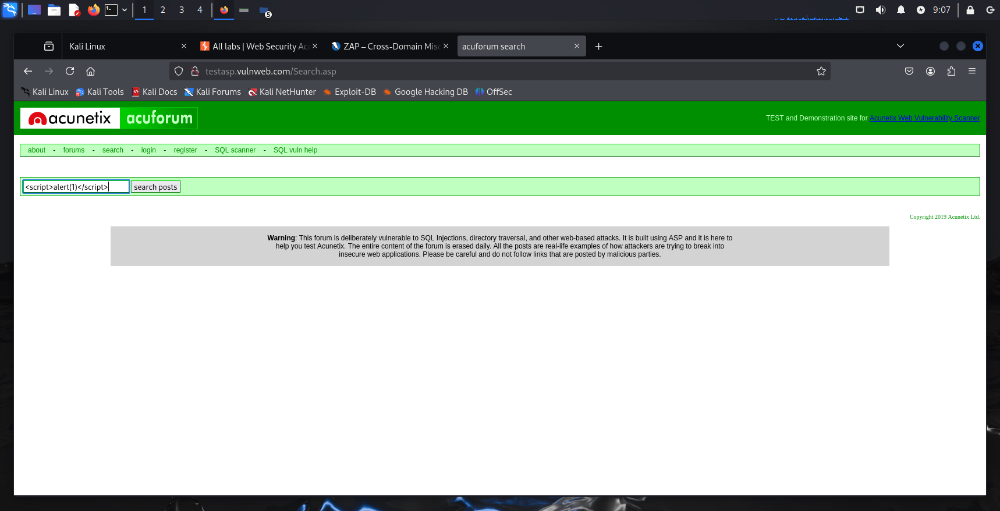 1 2 3 4 5 9:07
Kali Linux All labs | Web Security Aca ZAP – Cross-Domain Misc acuforum search
testasp.vulnweb.com/Search.asp
Kali Linux Kali Tools Kali Docs Kali Forums Kali NetHunter Exploit-DB Google Hacking DB OffSec
acunetix acuforum TEST and Demonstration site for Acunetix Web Vulnerability Scanner
about - forums - search - login - register - SQL scanner - SQL vuln help
<script>alert(1)</script> search posts
Copyright 2019 Acunetix Ltd.
Warning: This forum is deliberately vulnerable to SQL Injections, directory traversal, and other web-based attacks. It is built using ASP and it is here to
help you test Acunetix. The entire content of the forum is erased daily. All the posts are real-life examples of how attackers are trying to break into
insecure web applications. Please be careful and do not follow links that are posted by malicious parties.